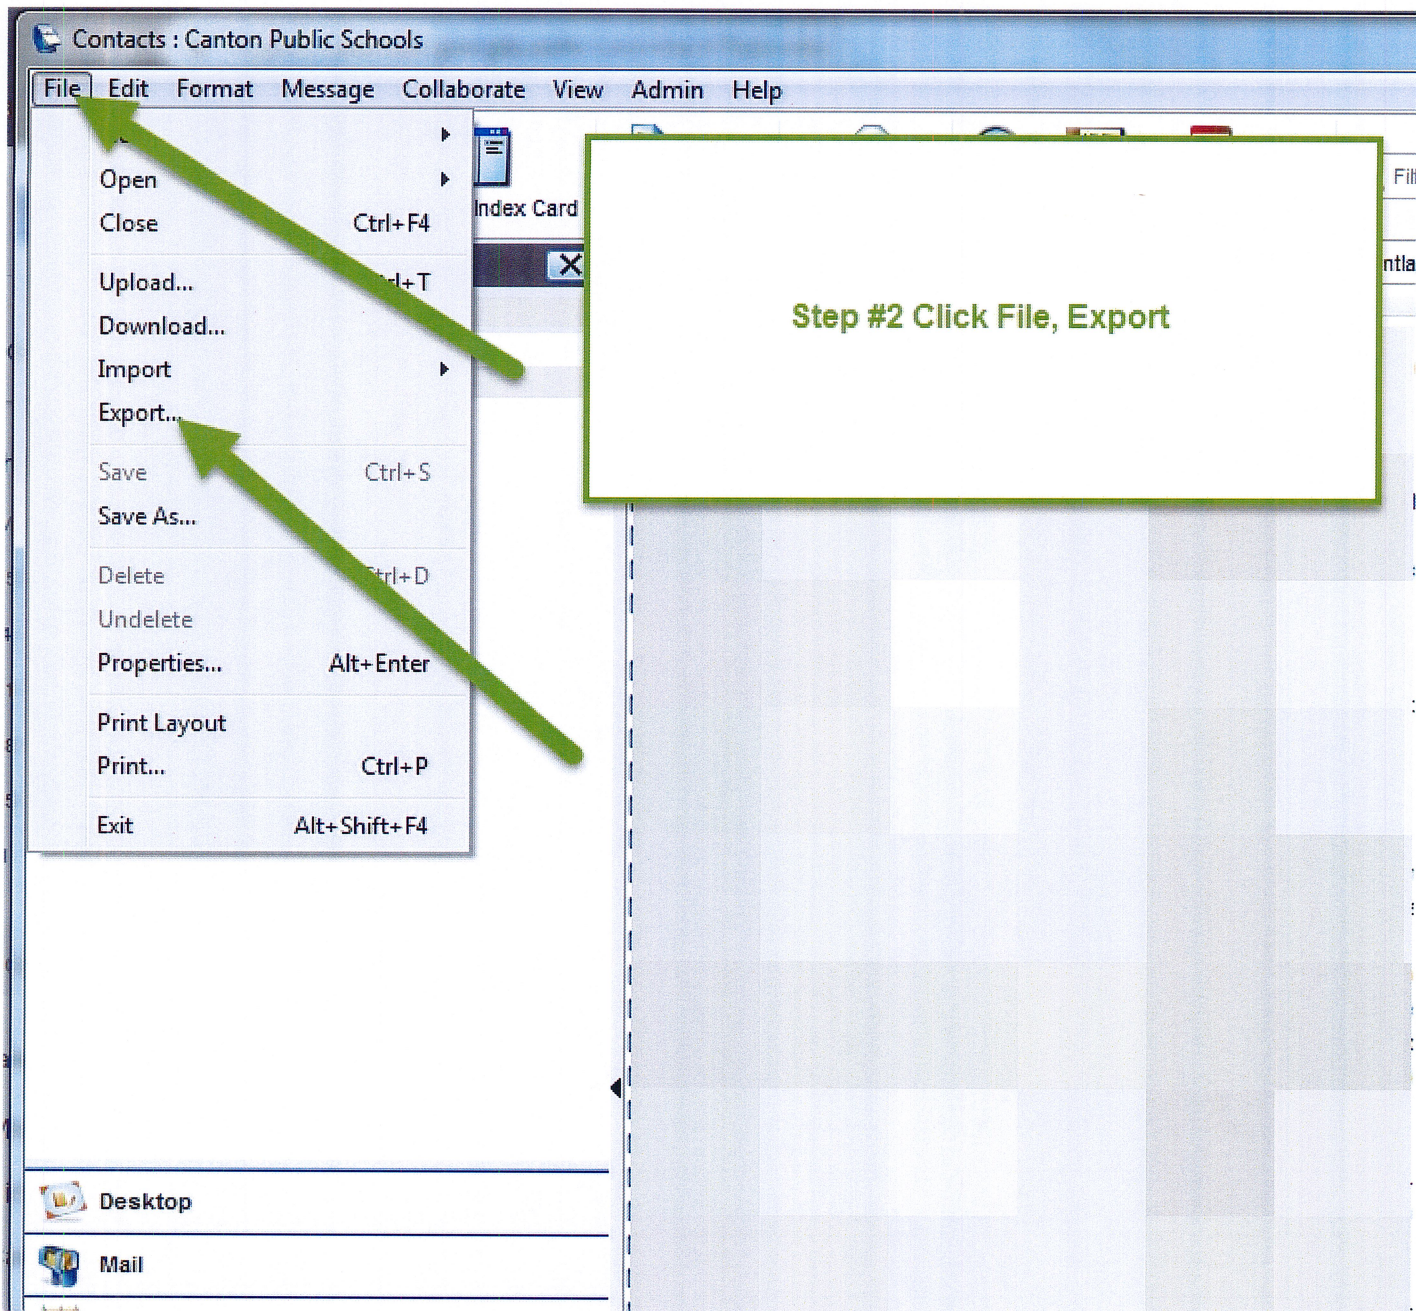 Contacts : Canton Public Schools
File Edit Format Message Collaborate View Admin Help
Open
Close Ctrl+F4
Index Card
Upload... Ctrl+T
Download...
Import
Export...
Save Ctrl+S
Save As...
Delete Ctrl+D
Undelete
Properties... Alt+Enter
Print Layout
Print... Ctrl+P
Exit Alt+Shift+F4
Step #2 Click File, Export
Desktop
Mail